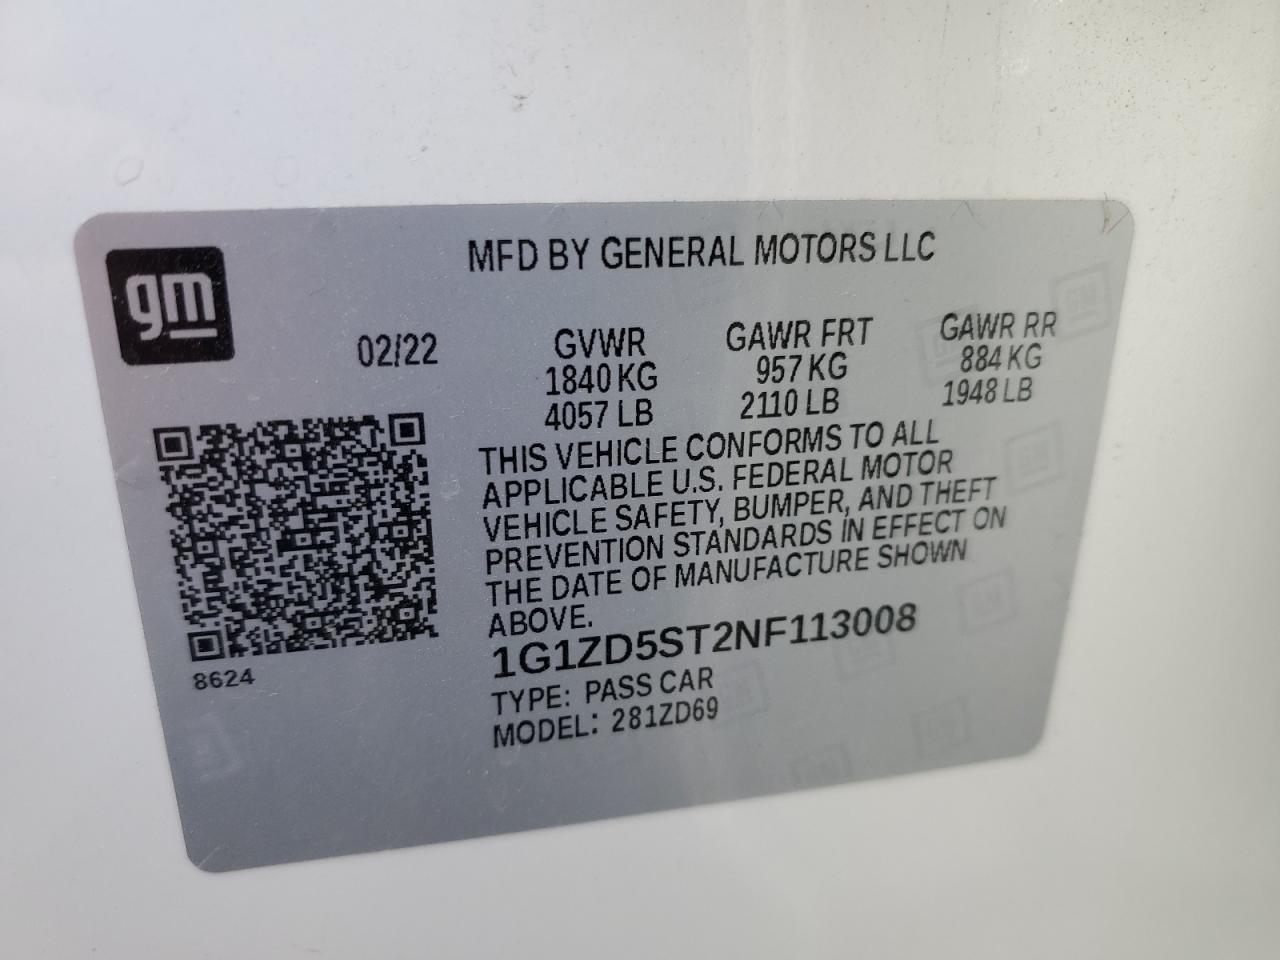 gm
MFD BY GENERAL MOTORS LLC
02/22
GVWR
1840 KG
4057 LB
GAWR FRT
957 KG
2110 LB
GAWR RR
884 KG
1948 LB
THIS VEHICLE CONFORMS TO ALL
APPLICABLE U.S. FEDERAL MOTOR
VEHICLE SAFETY, BUMPER, AND THEFT
PREVENTION STANDARDS IN EFFECT ON
THE DATE OF MANUFACTURE SHOWN
ABOVE.
1G1ZD5ST2NF113008
TYPE: PASS CAR
MODEL: 281ZD69
8624